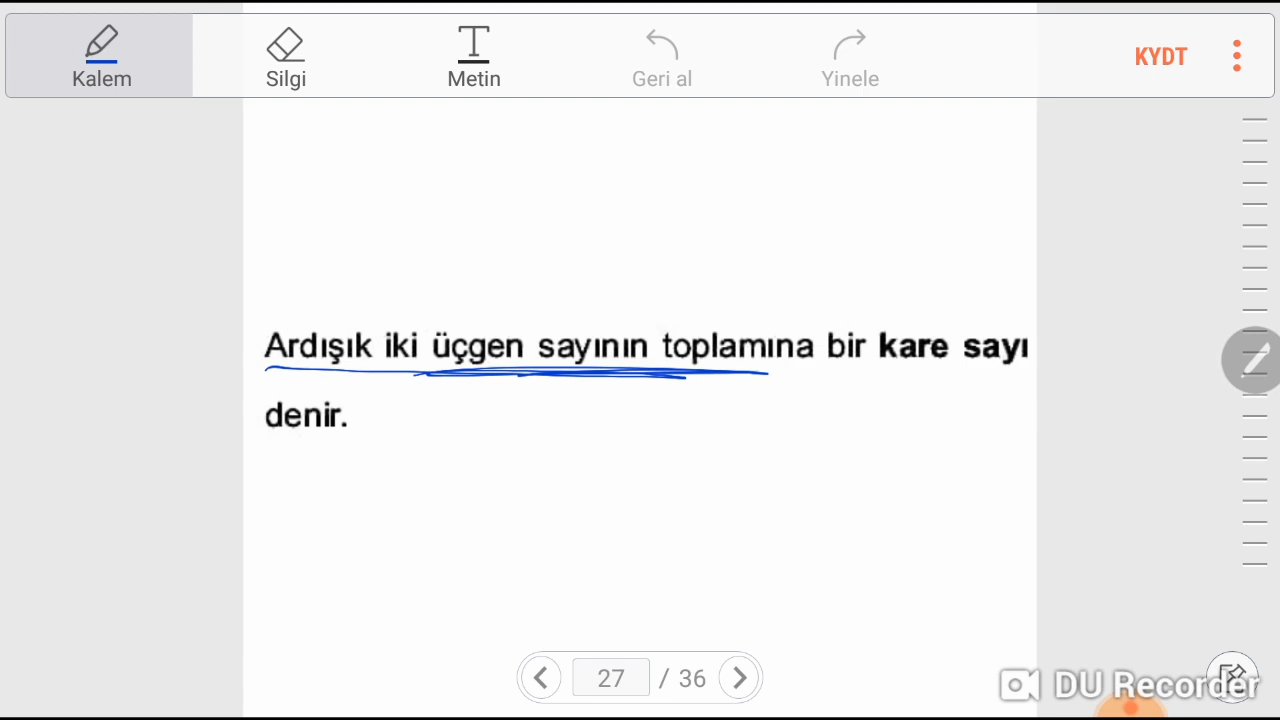 Kalem
Silgi
Metin
Geri al
Yinele
KYDT
Ardışık iki üçgen sayının toplamına bir kare sayı
denir.
27 / 36
DU Recorder